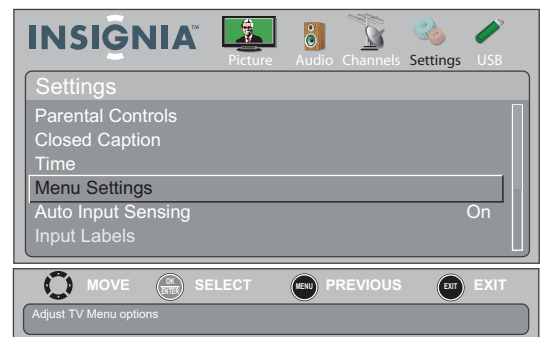 INSIGNIA™
Picture Audio Channels Settings USB
Settings
Parental Controls
Closed Caption
Time
Menu Settings
Auto Input Sensing On
Input Labels
MOVE OK ENTER SELECT MENU PREVIOUS EXIT EXIT
Adjust TV Menu options